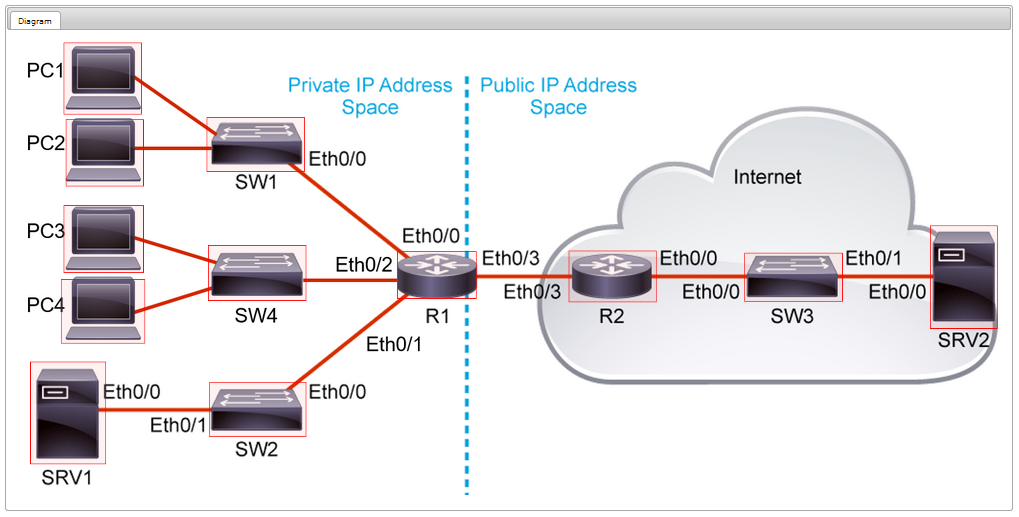 Diagram
Private IP Address
Space
Public IP Address
Space
PC1
PC2
Eth0/0
SW1
Internet
PC3
PC4
SW4
Eth0/0
Eth0/2
Eth0/1
R1
Eth0/3
Eth0/3
R2
Eth0/0
Eth0/0
SW3
Eth0/1
Eth0/0
SRV2
Eth0/0
Eth0/1
Eth0/0
SW2
SRV1